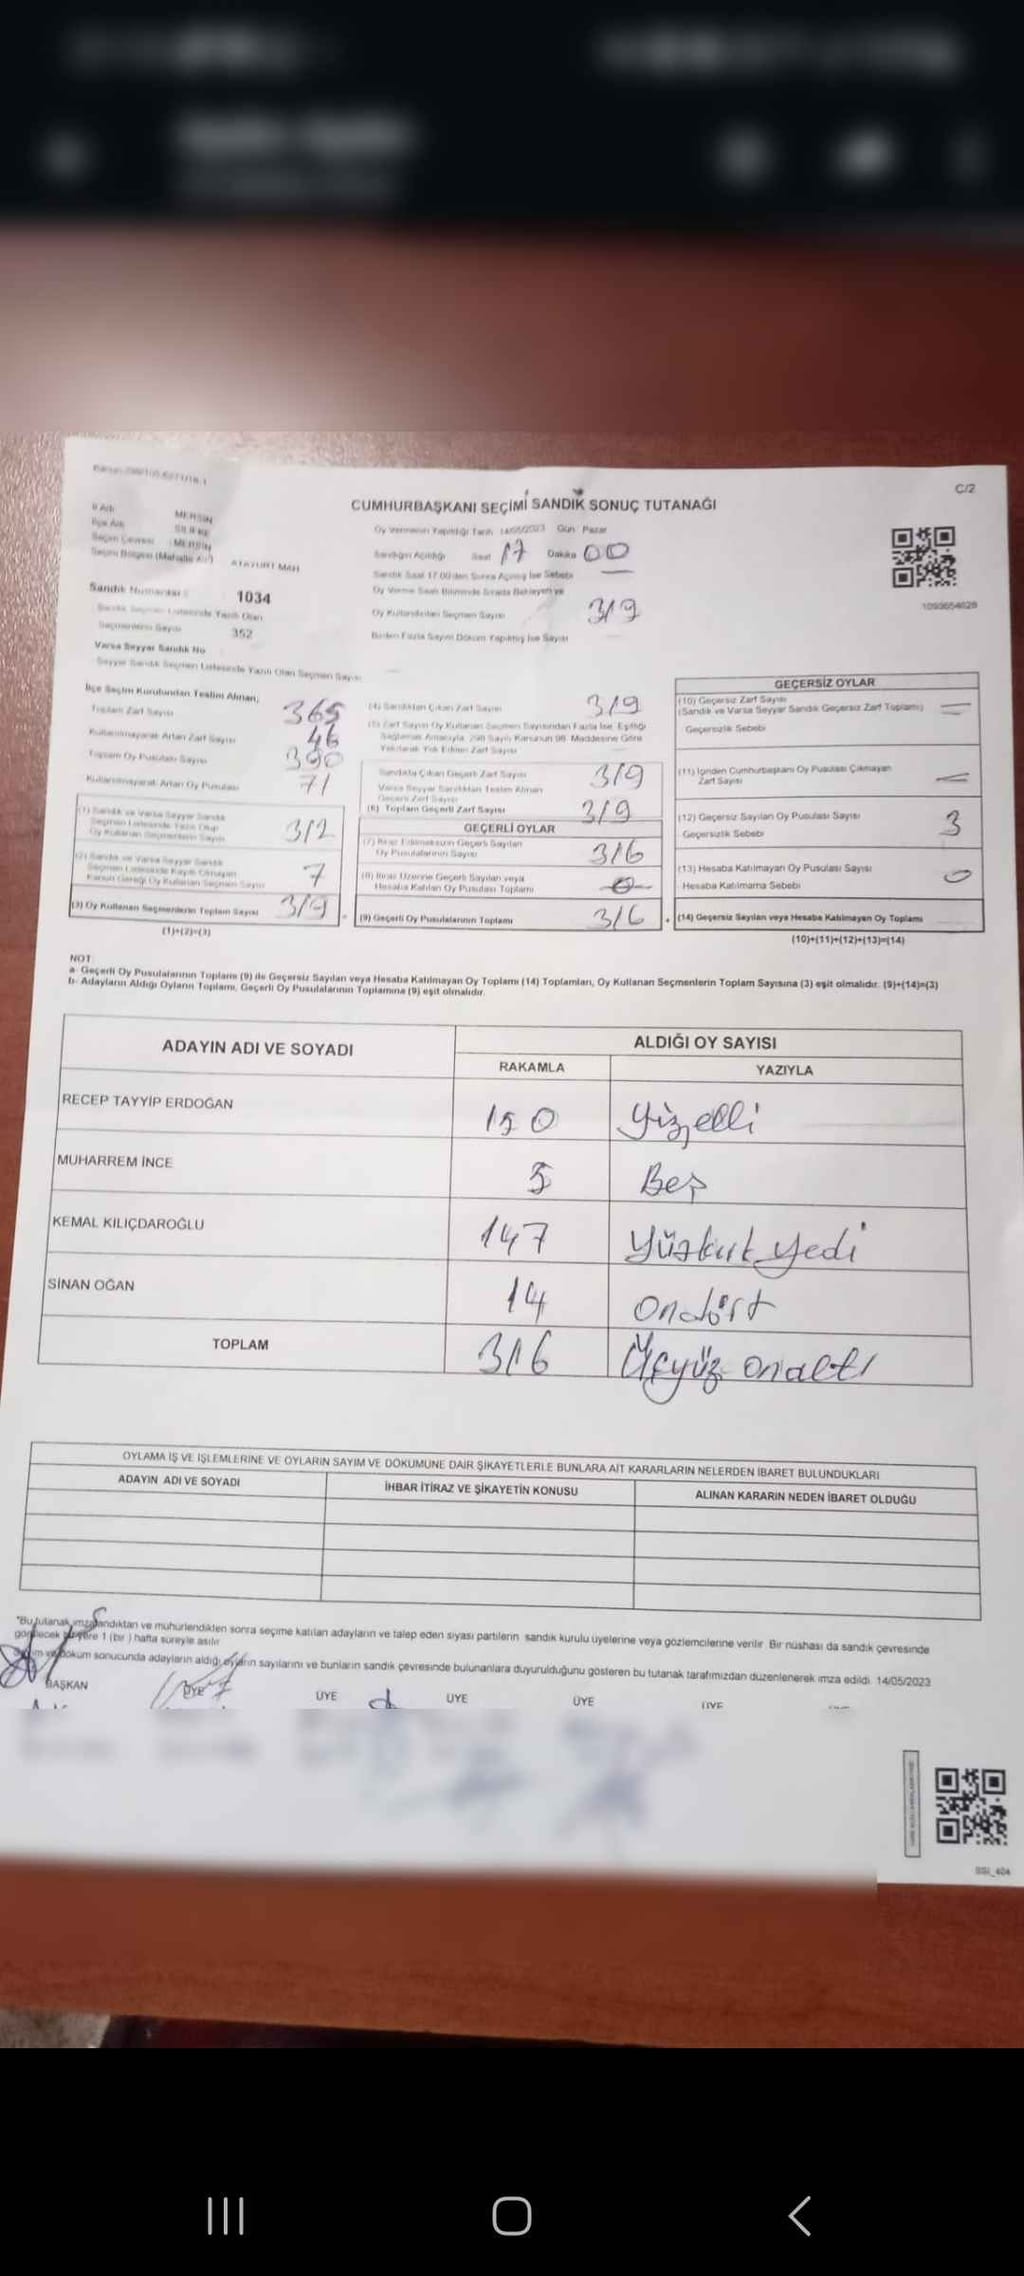 C/2
CUMHURBAŞKANI SEÇİMİ SANDIK SONUÇ TUTANAĞI
İl Adı MERSİN
İlçe Adı SİLİFKE
Seçim Çevresi MERSİN
Seçim Bölgesi (Mahalle Adı) ATAYURT MAH
Oy Vermenin Yapıldığı Tarih 14/05/2023 Gün Pazar
Sandığın Açıldığı Saat 17 Dakika 00
Sandık Saat 17.00'den Sonra Açılmış İse Sebebi
Oy Verme Saati Bitiminde Sırada Bekleyen ve
Oy Kullandırılan Seçmen Sayısı 319
Birden Fazla Sayım Döküm Yapılmış İse Sayısı
1093654628
Sandık Numarası : 1034
Sandık Seçmen Listesinde Yazılı Olan
Seçmenlerin Sayısı 352
Varsa Seyyar Sandık No
Seyyar Sandık Seçmen Listesinde Yazılı Olan Seçmen Sayısı
İlçe Seçim Kurulundan Teslim Alınan,
Toplam Zarf Sayısı 365
Kullanılmayarak Artan Zarf Sayısı 46
Toplam Oy Pusulası Sayısı 390
Kullanılmayarak Artan Oy Pusulası 71
(1) Sandık ve Varsa Seyyar Sandık
Seçmen Listesinde Yazılı Olup
Oy Kullanan Seçmenlerin Sayısı 312
(2) Sandık ve Varsa Seyyar Sandık
Seçmen Listesinde Kayıtlı Olmayan
Kanun Gereği Oy Kullanan Seçmen Sayısı 7
(3) Oy Kullanan Seçmenlerin Toplam Sayısı 319
(1)+(2)=(3)
(4) Sandıktan Çıkan Zarf Sayısı 319
(5) Zarf Sayısı Oy Kullanan Seçmen Sayısından Fazla İse, Eşitliği
Sağlamak Amacıyla, 298 Sayılı Kanunun 98. Maddesine Göre
Yakılarak Yok Edilen Zarf Sayısı
Sandıkta Çıkan Geçerli Zarf Sayısı 319
Varsa Seyyar Sandıktan Teslim Alınan
Geçerli Zarf Sayısı
(6) Toplam Geçerli Zarf Sayısı 319
GEÇERLİ OYLAR
(7) İtiraz Edilmeksizin Geçerli Sayılan
Oy Pusulalarının Sayısı 316
(8) İtiraz Üzerine Geçerli Sayılan veya
Hesaba Katılan Oy Pusulası Toplamı 0
(9) Geçerli Oy Pusulalarının Toplamı 316
GEÇERSİZ OYLAR
(10) Geçersiz Zarf Sayısı
(Sandık ve Varsa Seyyar Sandık Geçersiz Zarf Toplamı)
Geçersizlik Sebebi
(11) İçinden Cumhurbaşkanı Oy Pusulası Çıkmayan
Zarf Sayısı
(12) Geçersiz Sayılan Oy Pusulası Sayısı 3
Geçersizlik Sebebi
(13) Hesaba Katılmayan Oy Pusulası Sayısı 0
Hesaba Katılmama Sebebi
(14) Geçersiz Sayılan veya Hesaba Katılmayan Oy Toplamı
(10)+(11)+(12)+(13)=(14)
NOT
a- Geçerli Oy Pusulalarının Toplamı (9) ile Geçersiz Sayılan veya Hesaba Katılmayan Oy Toplamı (14) Toplamları, Oy Kullanan Seçmenlerin Toplam Sayısına (3) eşit olmalıdır. (9)+(14)=(3)
b- Adayların Aldığı Oyların Toplamı, Geçerli Oy Pusulalarının Toplamına (9) eşit olmalıdır.
ADAYIN ADI VE SOYADI ALDIĞI OY SAYISI
RAKAMLA YAZIYLA
RECEP TAYYİP ERDOĞAN 150 Yüzelli
MUHARREM İNCE 5 Beş
KEMAL KILIÇDAROĞLU 147 Yüzkırk yedi
SİNAN OĞAN 14 Ondört
TOPLAM 316 Üçyüz onaltı
OYLAMA İŞ VE İŞLEMLERİNE VE OYLARIN SAYIM VE DÖKÜMÜNE DAİR ŞİKAYETLERLE BUNLARA AİT KARARLARIN NELERDEN İBARET BULUNDUKLARI
ADAYIN ADI VE SOYADI İHBAR İTİRAZ VE ŞİKAYETİN KONUSU ALINAN KARARIN NEDEN İBARET OLDUĞU
*Bu tutanak imzalandıktan ve mühürlendikten sonra seçime katılan adayların ve talep eden siyasi partilerin sandık kurulu üyelerine veya gözlemcilerine verilir. Bir nüshası da sandık çevresinde
görülecek bir yere 1 (bir) hafta süreyle asılır.
Sayım ve döküm sonucunda adayların aldığı oyların sayılarını ve bunların sandık çevresinde bulunanlara duyurulduğunu gösteren bu tutanak tarafımızdan düzenlenerek imza edildi. 14/05/2023
BAŞKAN ÜYE ÜYE ÜYE ÜYE ÜYE
SSI_404